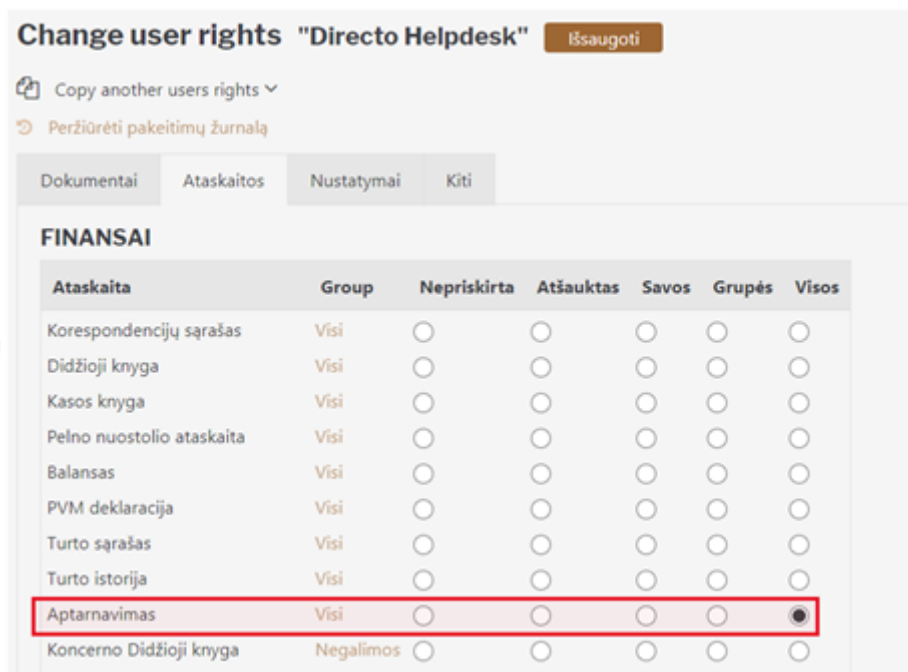 Change user rights "Directo Helpdesk" Išsaugoti
Copy another users rights
Peržiūrėti pakeitimų žurnalą
Dokumentai Ataskaitos Nustatymai Kiti
FINANSAI
Ataskaita Group Nepriskirta Atšauktas Savos Grupės Visos
Korespondencijų sąrašas Visi
Didžioji knyga Visi
Kasos knyga Visi
Pelno nuostolio ataskaita Visi
Balansas Visi
PVM deklaracija Visi
Turto sąrašas Visi
Turto istorija Visi
Aptarnavimas Visi
Koncerno Didžioji knyga Negalimos